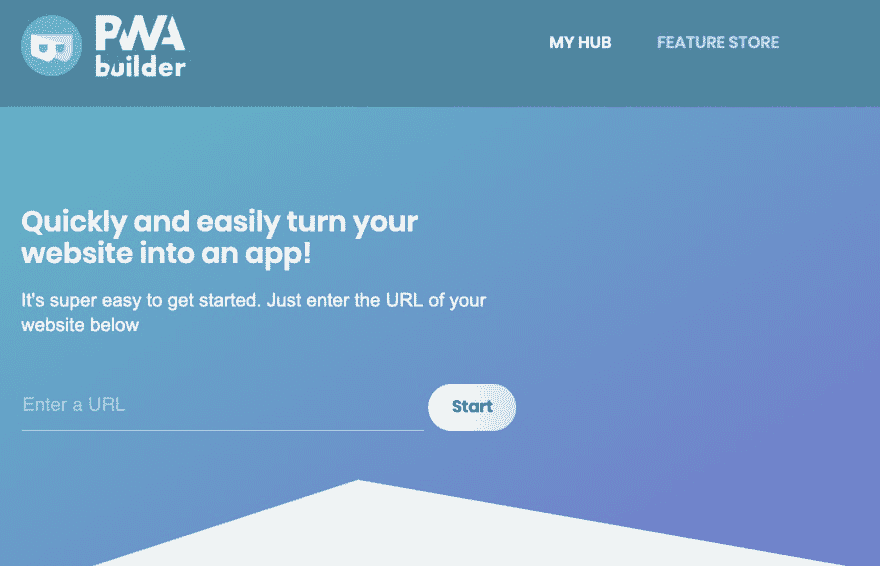 PWA
builder
MY HUB
FEATURE STORE
Quickly and easily turn your
website into an app!
It's super easy to get started. Just enter the URL of your
website below
Enter a URL
Start